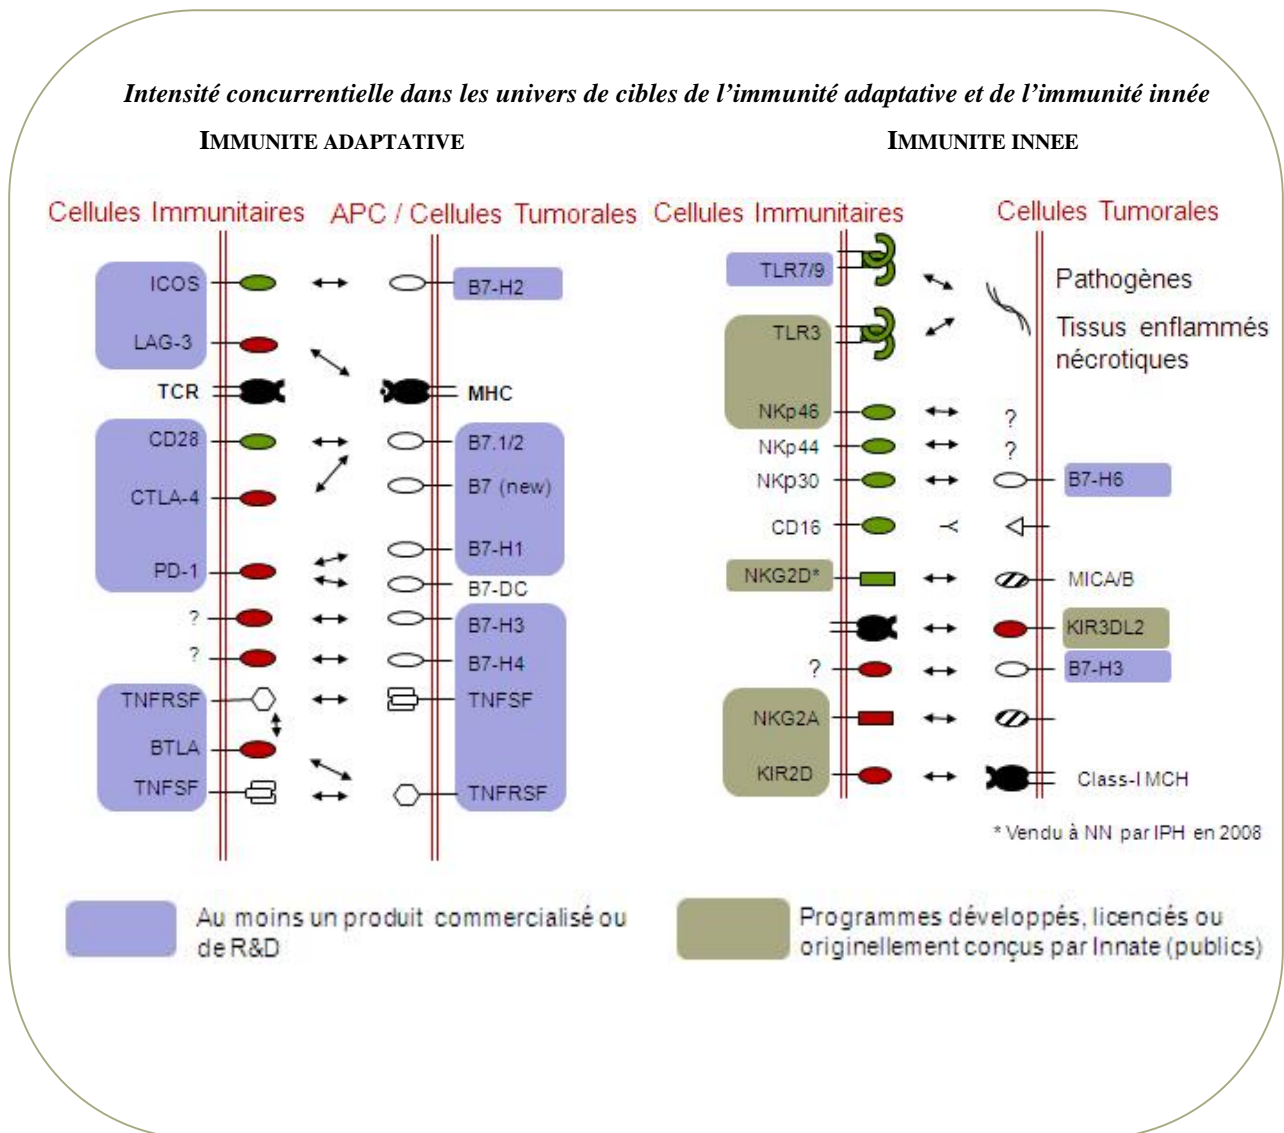 Intensité concurrentielle dans les univers de cibles de l'immunité adaptative et de l'immunité innée
IMMUNITE ADAPTATIVE
IMMUNITE INNEE
Cellules Immunitaires
APC / Cellules Tumorales
Cellules Immunitaires
Cellules Tumorales
ICOS
B7-H2
LAG-3
TCR
MHC
CD28
B7.1/2
CTLA-4
B7 (new)
B7-H1
PD-1
B7-DC
?
B7-H3
?
B7-H4
TNFRSF
TNFSF
BTLA
TNFSF
TNFRSF
TLR7/9
Pathogènes
TLR3
Tissus enflammés
nécrotiques
NKp46
?
NKp44
?
NKp30
B7-H6
CD16
NKG2D*
MICA/B
KIR3DL2
?
B7-H3
NKG2A
KIR2D
Class-I MCH
* Vendu à NN par IPH en 2008
Au moins un produit commercialisé ou
de R&D
Programmes développés, licenciés ou
originellement conçus par Innate (publics)